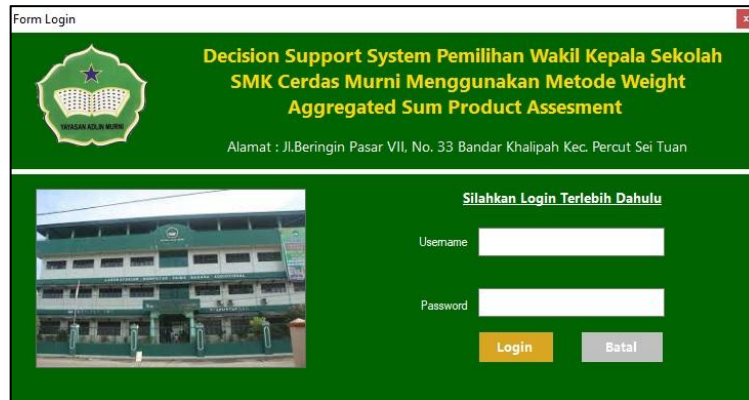 Form Login
x
Decision Support System Pemilihan Wakil Kepala Sekolah
SMK Cerdas Murni Menggunakan Metode Weight
Aggregated Sum Product Assesment
YAYASAN ADLIN MURNI
Alamat : Jl.Beringin Pasar VII, No. 33 Bandar Khalipah Kec. Percut Sei Tuan
Silahkan Login Terlebih Dahulu
Username
Password
Login
Batal